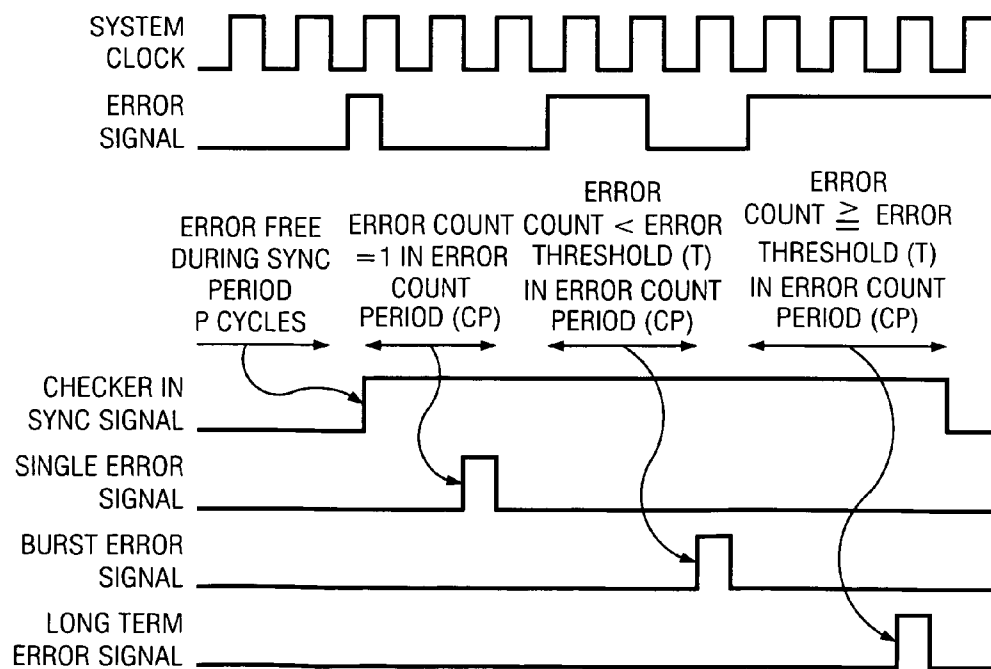 SYSTEM
CLOCK
ERROR
SIGNAL
ERROR FREE
DURING SYNC
PERIOD
P CYCLES
ERROR COUNT
=1 IN ERROR
COUNT
PERIOD (CP)
ERROR
COUNT < ERROR
THRESHOLD (T)
IN ERROR COUNT
PERIOD (CP)
ERROR
COUNT ≧ ERROR
THRESHOLD (T)
IN ERROR COUNT
PERIOD (CP)
CHECKER IN
SYNC SIGNAL
SINGLE ERROR
SIGNAL
BURST ERROR
SIGNAL
LONG TERM
ERROR SIGNAL